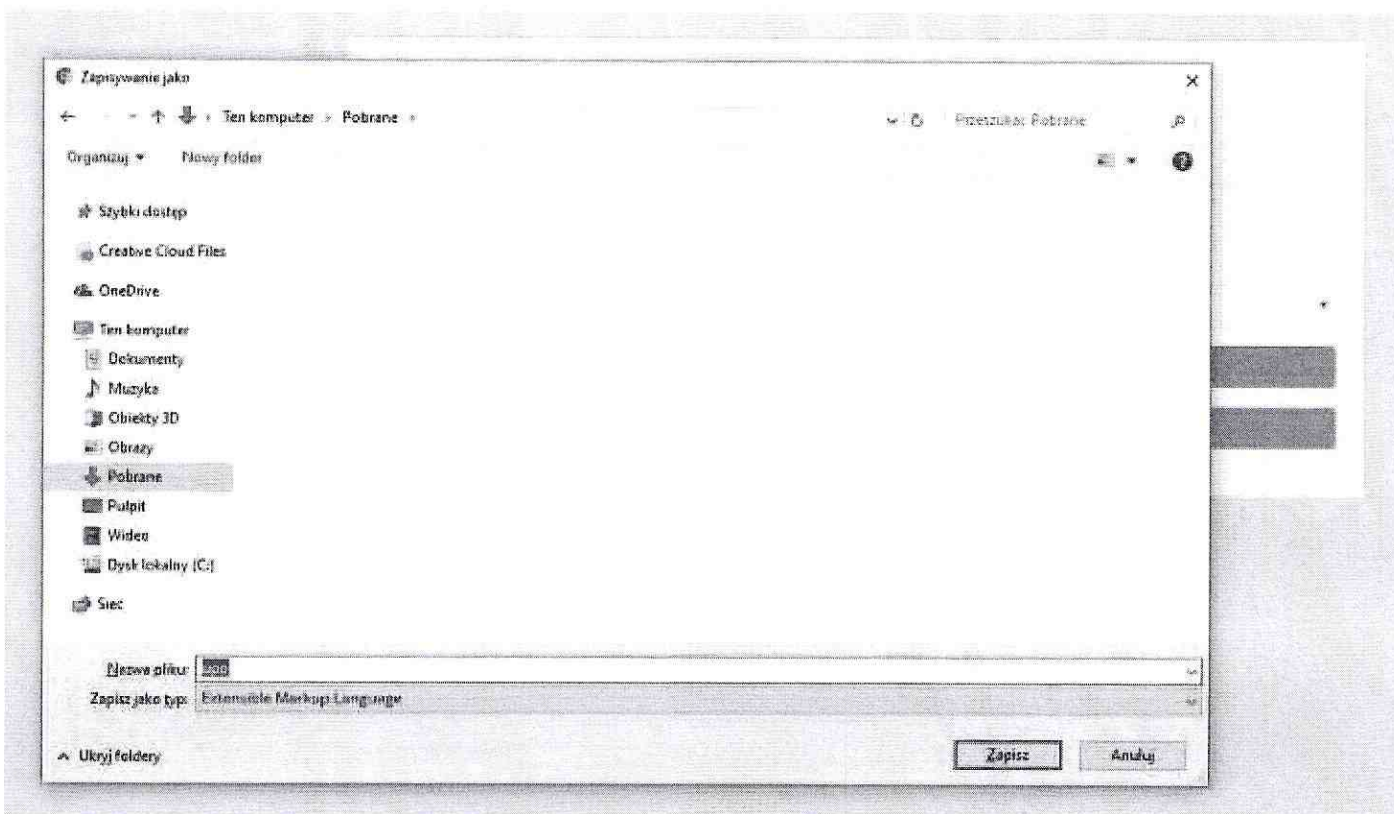 Zapisywanie jako
Ten komputer › Pobrane ›
Przeszukaj: Pobrane
Organizuj
Nowy folder
Szybki dostęp
Creative Cloud Files
OneDrive
Ten komputer
Dokumenty
Muzyka
Obiekty 3D
Obrazy
Pobrane
Pulpit
Wideo
Dysk lokalny (C:)
Sieć
Nazwa pliku:
Zapisz jako typ: Extensible Markup Language
Ukryj foldery
Zapisz
Anuluj